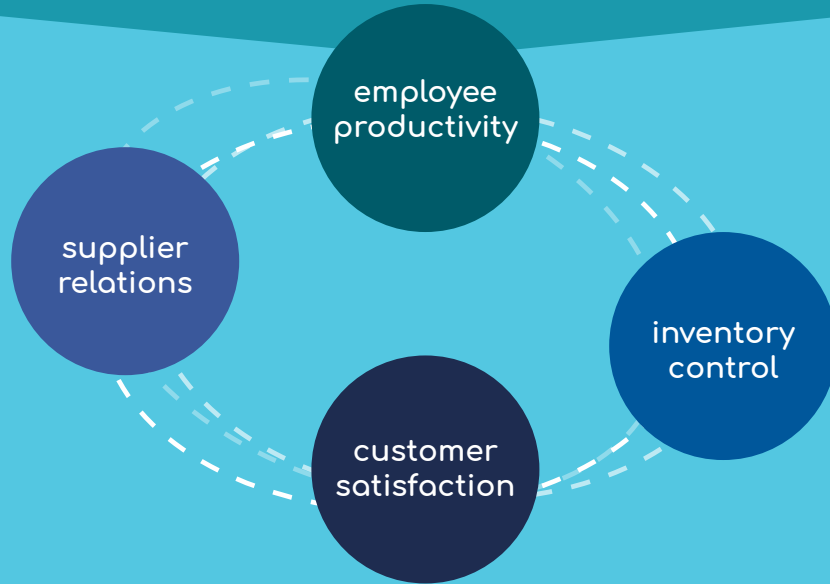 employee
productivity
supplier
relations
inventory
control
customer
satisfaction